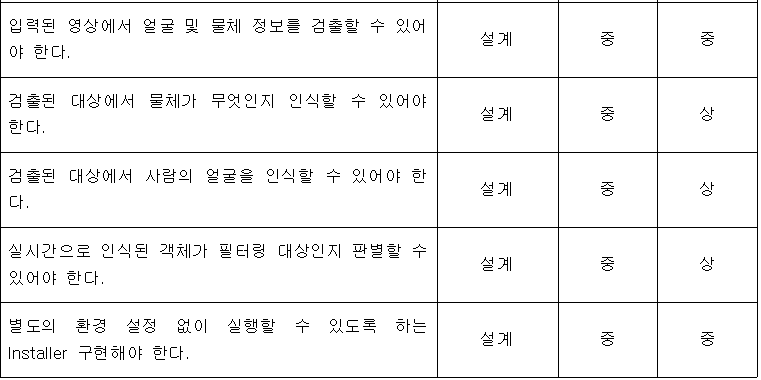 입력된 영상에서 얼굴 및 물체 정보를 검출할 수 있어
야 한다.
설계 중 중
검출된 대상에서 물체가 무엇인지 인식할 수 있어야
한다.
설계 중 상
검출된 대상에서 사람의 얼굴을 인식할 수 있어야 한
다.
설계 중 상
실시간으로 인식된 객체가 필터링 대상인지 판별할 수
있어야 한다.
설계 중 상
별도의 환경 설정 없이 실행할 수 있도록 하는
Installer 구현해야 한다.
설계 중 중